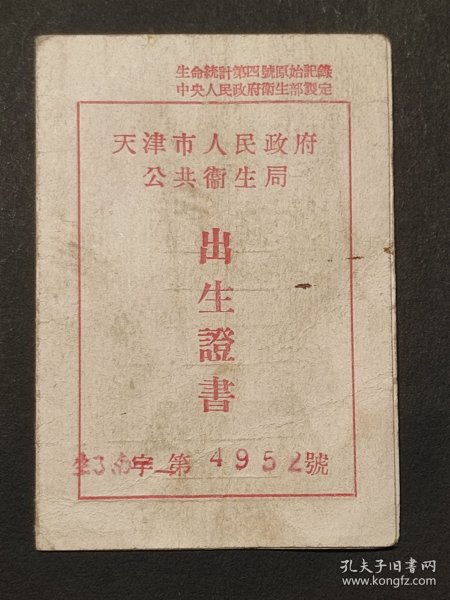 生命統計第四號原始記錄
中央人民政府衛生部製定
天津市人民政府
公共衞生局
出生證書
字第4952號
孔夫子旧书网
www.kongfz.com